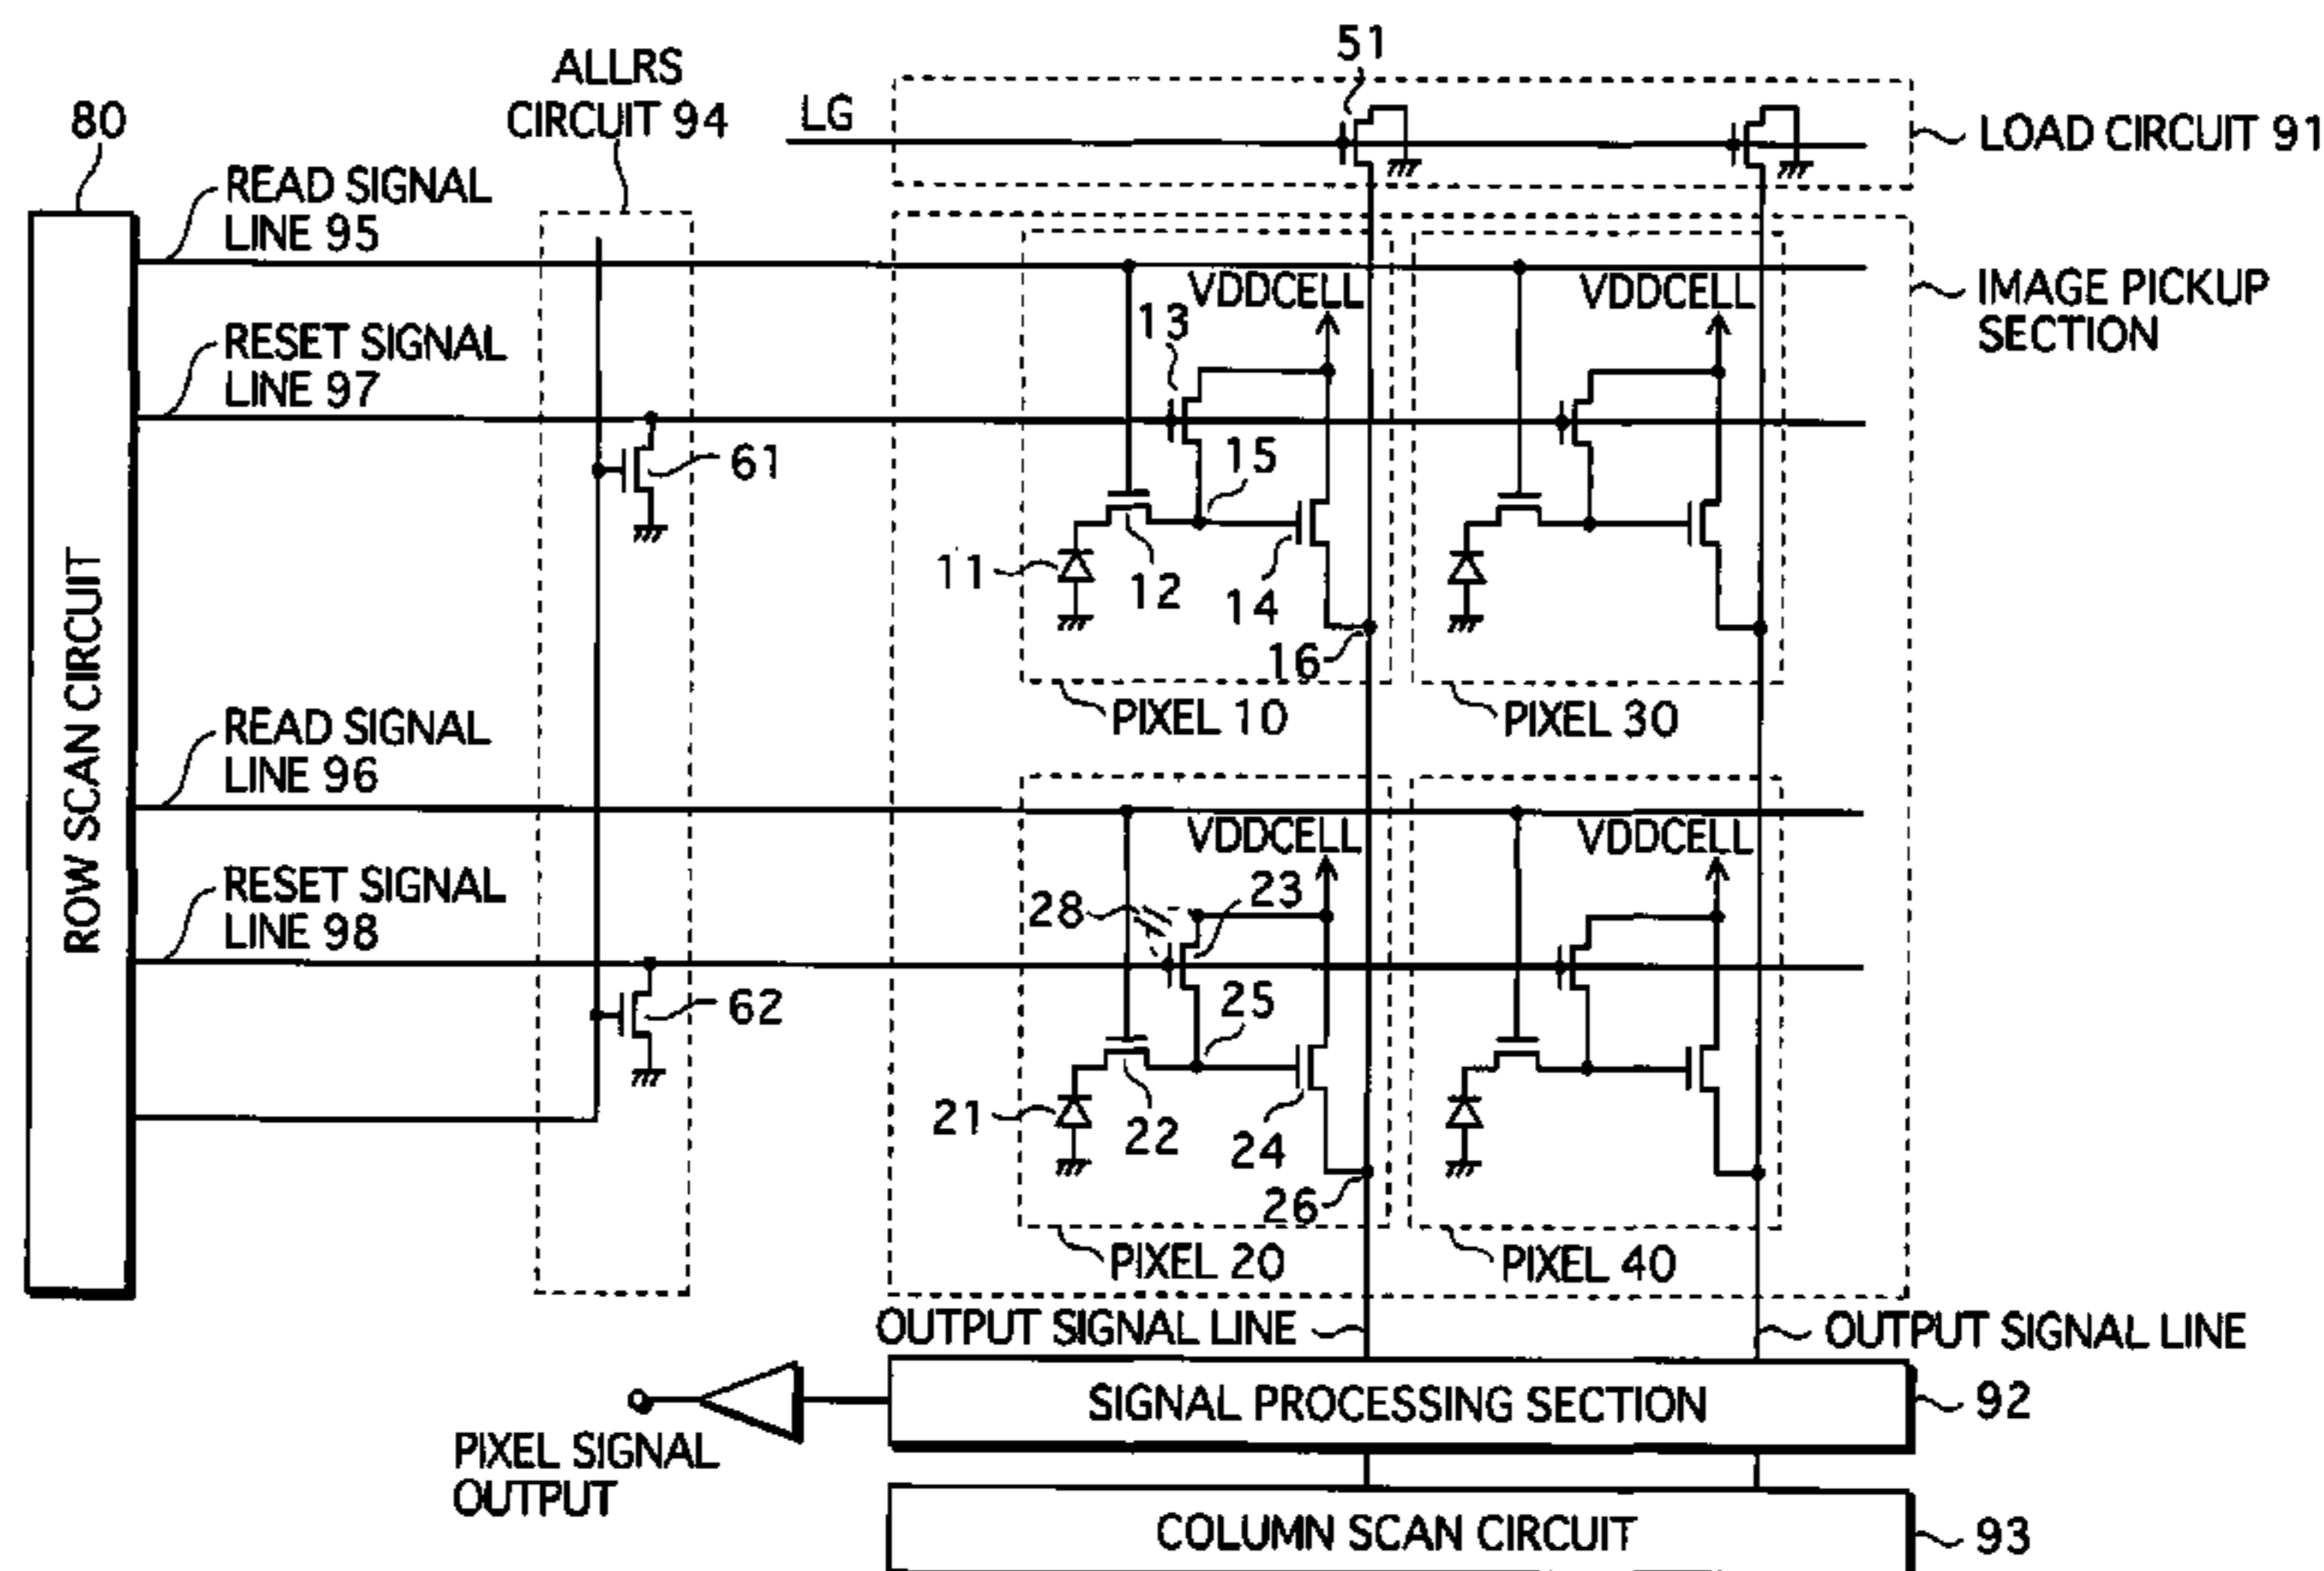 51
ALLRS
CIRCUIT 94
80
LG
LOAD CIRCUIT 91
READ SIGNAL
LINE 95
VDDCELL
VDDCELL
IMAGE PICKUP
SECTION
13
RESET SIGNAL
LINE 97
61
15
11
12
14
16
PIXEL 10
PIXEL 30
ROW SCAN CIRCUIT
READ SIGNAL
LINE 96
VDDCELL
VDDCELL
RESET SIGNAL
LINE 98
28
23
62
25
21
22
24
26
PIXEL 20
PIXEL 40
OUTPUT SIGNAL LINE
OUTPUT SIGNAL LINE
SIGNAL PROCESSING SECTION
92
PIXEL SIGNAL
OUTPUT
COLUMN SCAN CIRCUIT
93